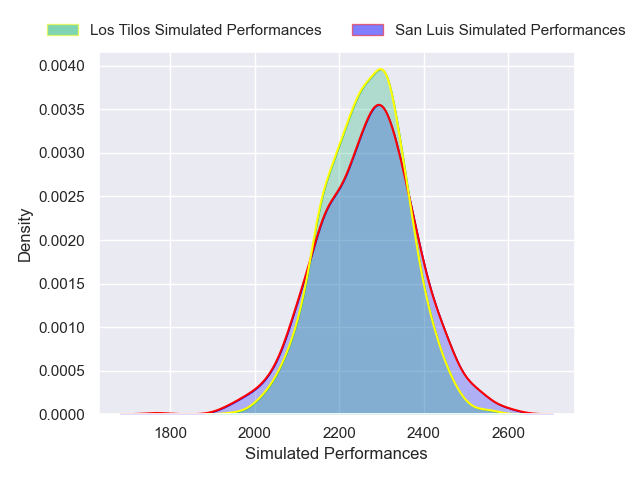 Los Tilos Simulated Performances
San Luis Simulated Performances
0.0040
0.0035
0.0030
0.0025
0.0020
0.0015
0.0010
0.0005
0.0000
Density
1800 2000 2200 2400 2600
Simulated Performances